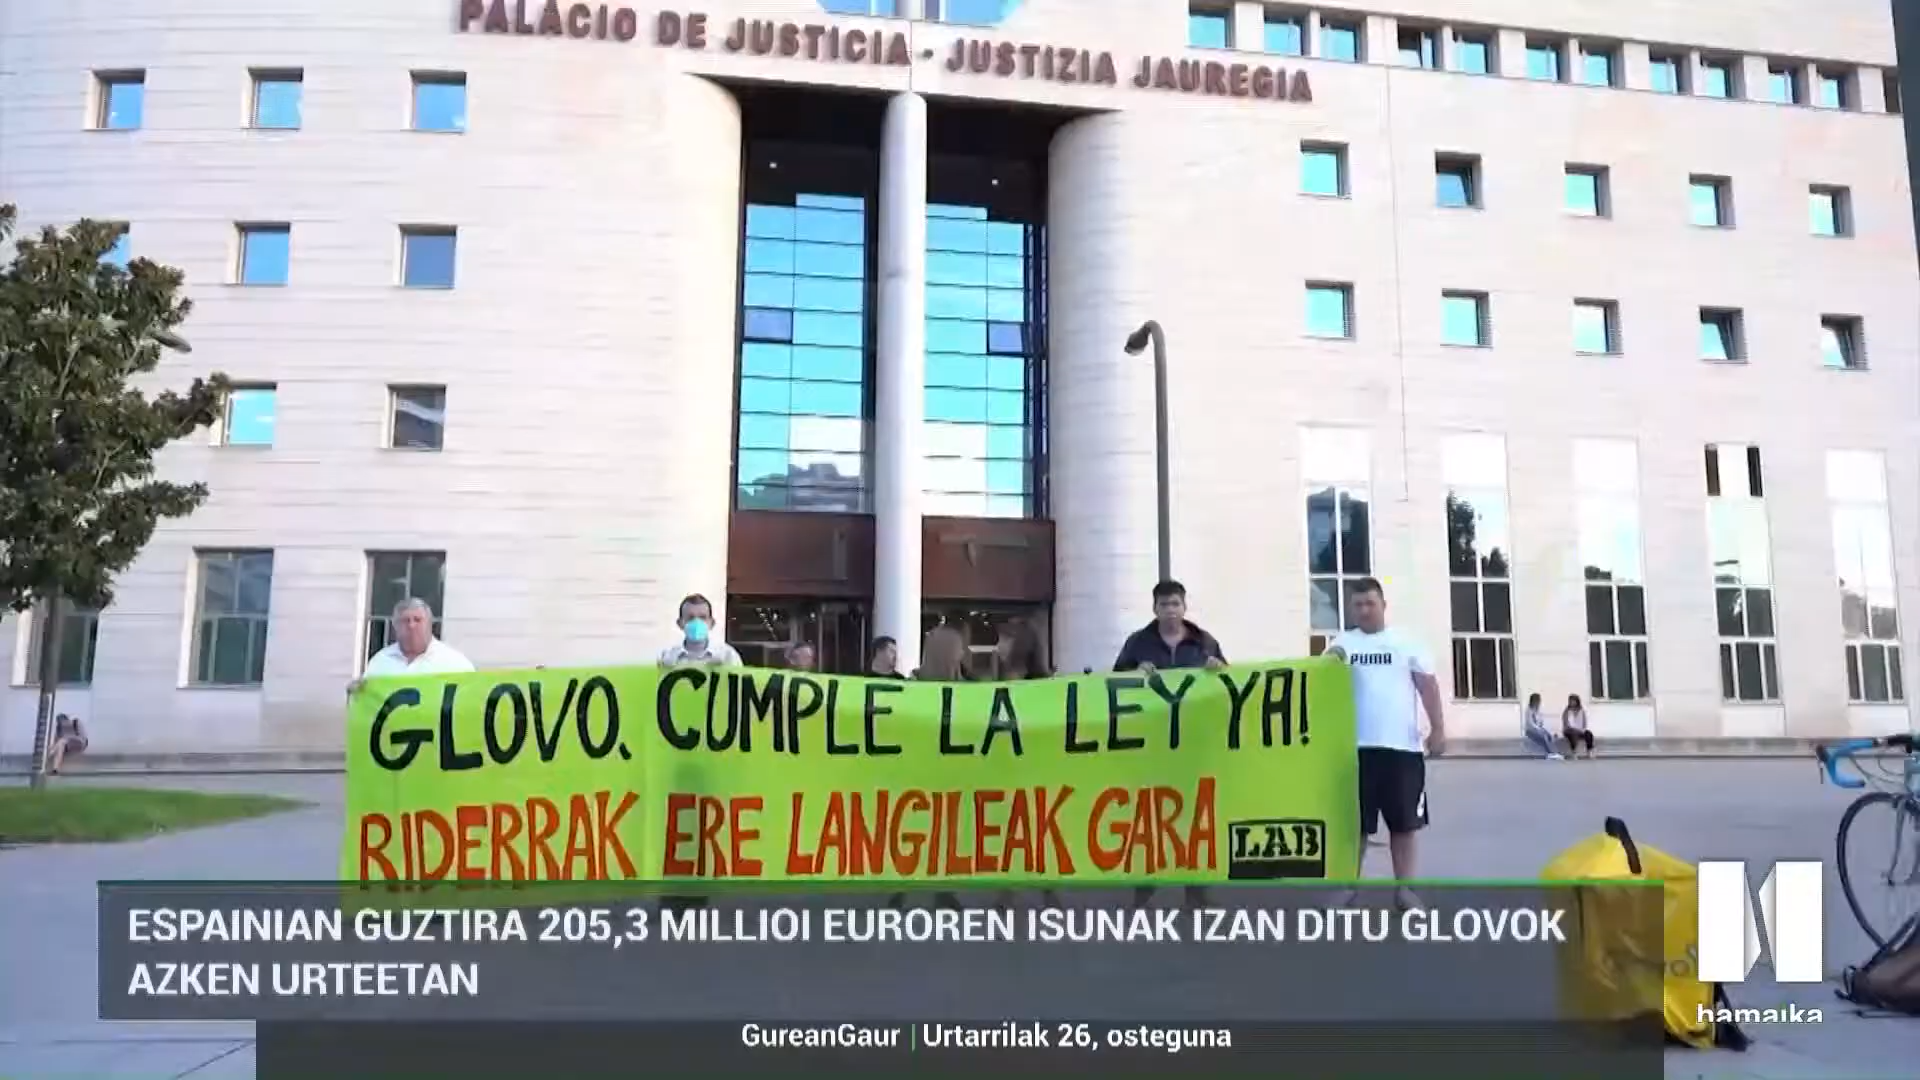 PALACIO DE JUSTICIA - JUSTIZIA JAUREGIA
GLOVO, CUMPLE LA LEY YA!
RIDERRAK ERE LANGILEAK GARA
LAB
PUMA
ESPAINIAN GUZTIRA 205,3 MILLIOI EUROREN ISUNAK IZAN DITU GLOVOK
AZKEN URTEETAN
hamaika
GureanGaur | Urtarrilak 26, osteguna